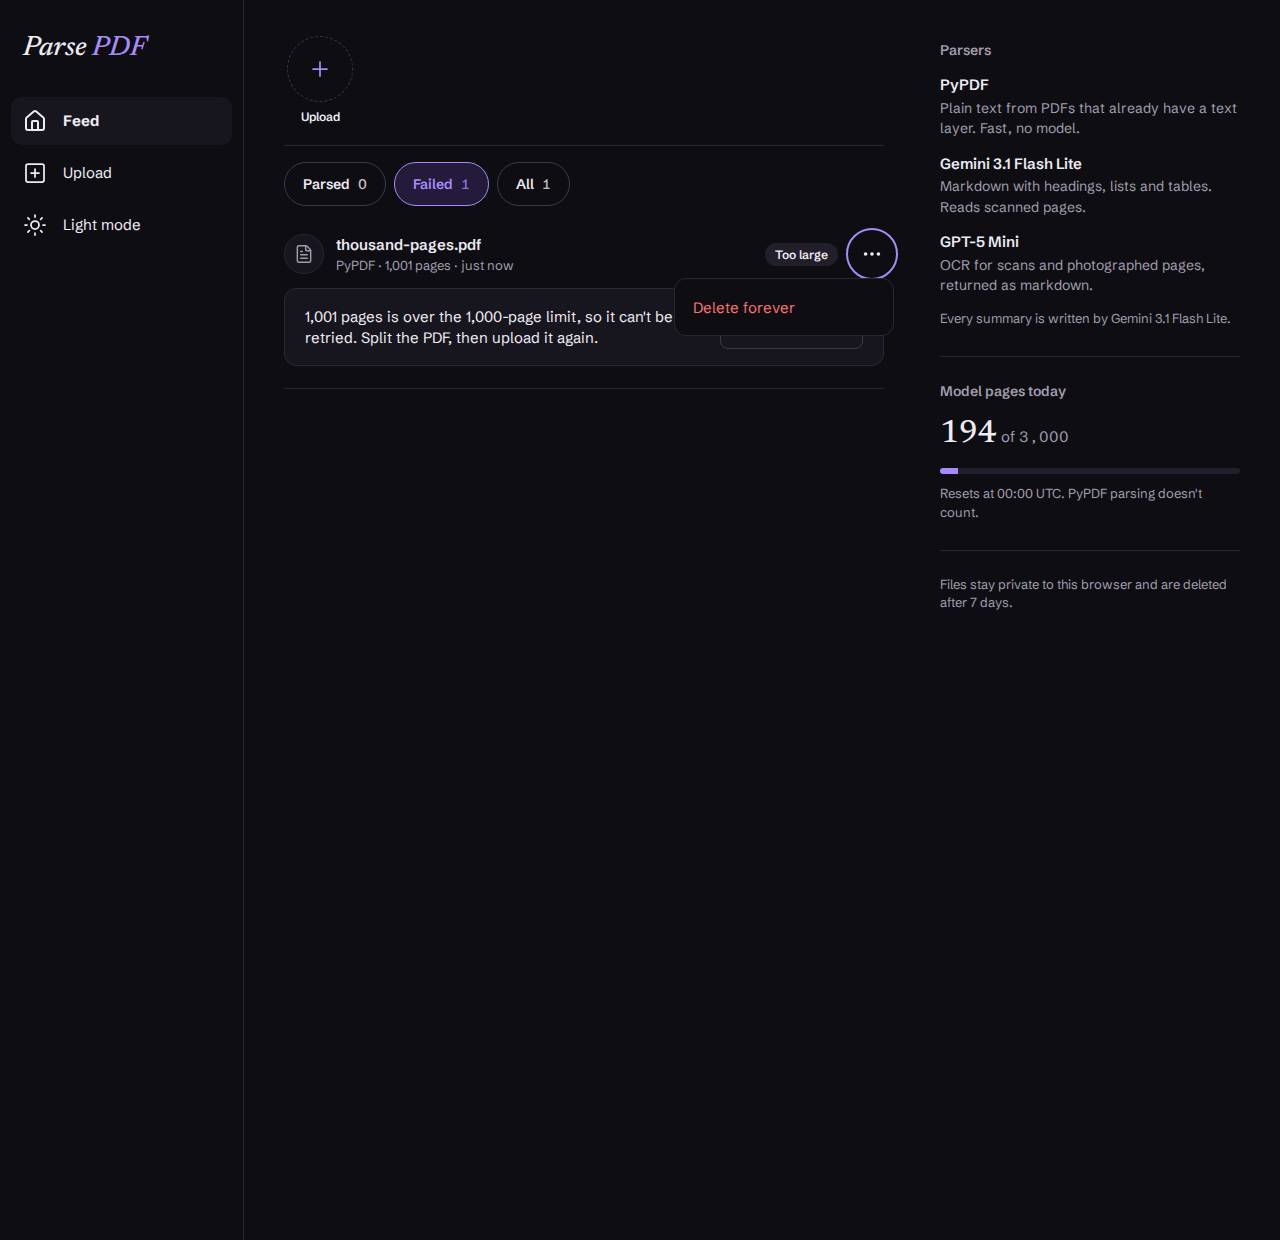 Parse PDF
Feed
Upload
Light mode
Upload
Parsed 0
Failed 1
All 1
thousand-pages.pdf
PyPDF · 1,001 pages · just now
Too large
Delete forever
1,001 pages is over the 1,000-page limit, so it can't be
retried. Split the PDF, then upload it again.
Parsers
PyPDF
Plain text from PDFs that already have a text
layer. Fast, no model.
Gemini 3.1 Flash Lite
Markdown with headings, lists and tables.
Reads scanned pages.
GPT-5 Mini
OCR for scans and photographed pages,
returned as markdown.
Every summary is written by Gemini 3.1 Flash Lite.
Model pages today
194 of 3,000
Resets at 00:00 UTC. PyPDF parsing doesn't
count.
Files stay private to this browser and are deleted
after 7 days.